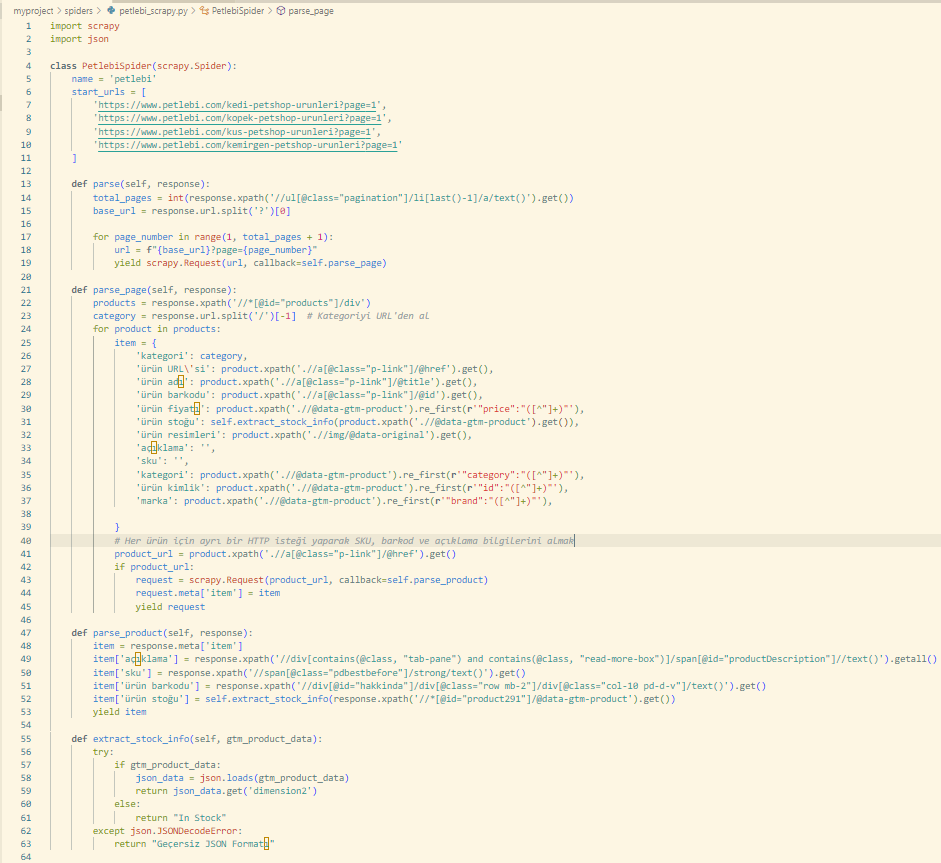 myproject > spiders > petlebi_scrapy.py > PetlebiSpider > parse_page
1 import scrapy
2 import json
3
4 class PetlebiSpider(scrapy.Spider):
5     name = 'petlebi'
6     start_urls = [
7         'https://www.petlebi.com/kedi-petshop-urunleri?page=1',
8         'https://www.petlebi.com/kopek-petshop-urunleri?page=1',
9         'https://www.petlebi.com/kus-petshop-urunleri?page=1',
10         'https://www.petlebi.com/kemirgen-petshop-urunleri?page=1'
11     ]
12
13     def parse(self, response):
14         total_pages = int(response.xpath('//ul[@class="pagination"]/li[last()-1]/a/text()').get())
15         base_url = response.url.split('?')[0]
16
17         for page_number in range(1, total_pages + 1):
18             url = f"{base_url}?page={page_number}"
19             yield scrapy.Request(url, callback=self.parse_page)
20
21     def parse_page(self, response):
22         products = response.xpath('//*[@id="products"]/div')
23         category = response.url.split('/')[-1]  # Kategoriyi URL'den al
24         for product in products:
25             item = {
26                 'kategori': category,
27                 'ürün URL\'si': product.xpath('.//a[@class="p-link"]/@href').get(),
28                 'ürün adı': product.xpath('.//a[@class="p-link"]/@title').get(),
29                 'ürün barkodu': product.xpath('.//a[@class="p-link"]/@id').get(),
30                 'ürün fiyatı': product.xpath('.//@data-gtm-product').re_first(r'"price":"([^"]+)"'),
31                 'ürün stoğu': self.extract_stock_info(product.xpath('.//@data-gtm-product').get()),
32                 'ürün resimleri': product.xpath('.//img/@data-original').get(),
33                 'açıklama': '',
34                 'sku': '',
35                 'kategori': product.xpath('.//@data-gtm-product').re_first(r'"category":"([^"]+)"'),
36                 'ürün kimlik': product.xpath('.//@data-gtm-product').re_first(r'"id":"([^"]+)"'),
37                 'marka': product.xpath('.//@data-gtm-product').re_first(r'"brand":"([^"]+)"'),
38
39             }
40             # Her ürün için ayrı bir HTTP isteği yaparak SKU, barkod ve açıklama bilgilerini almak
41             product_url = product.xpath('.//a[@class="p-link"]/@href').get()
42             if product_url:
43                 request = scrapy.Request(product_url, callback=self.parse_product)
44                 request.meta['item'] = item
45                 yield request
46
47     def parse_product(self, response):
48         item = response.meta['item']
49         item['açıklama'] = response.xpath('//div[contains(@class, "tab-pane") and contains(@class, "read-more-box")]/span[@id="productDescription"]//text()').getall()
50         item['sku'] = response.xpath('//span[@class="pdbestbefore"]/strong/text()').get()
51         item['ürün barkodu'] = response.xpath('//div[@id="hakkinda"]/div[@class="row mb-2"]/div[@class="col-10 pd-d-v"]/text()').get()
52         item['ürün stoğu'] = self.extract_stock_info(response.xpath('//*[@id="product291"]/@data-gtm-product').get())
53         yield item
54
55     def extract_stock_info(self, gtm_product_data):
56         try:
57             if gtm_product_data:
58                 json_data = json.loads(gtm_product_data)
59                 return json_data.get('dimension2')
60             else:
61                 return "In Stock"
62         except json.JSONDecodeError:
63             return "Geçersiz JSON Formatı"
64